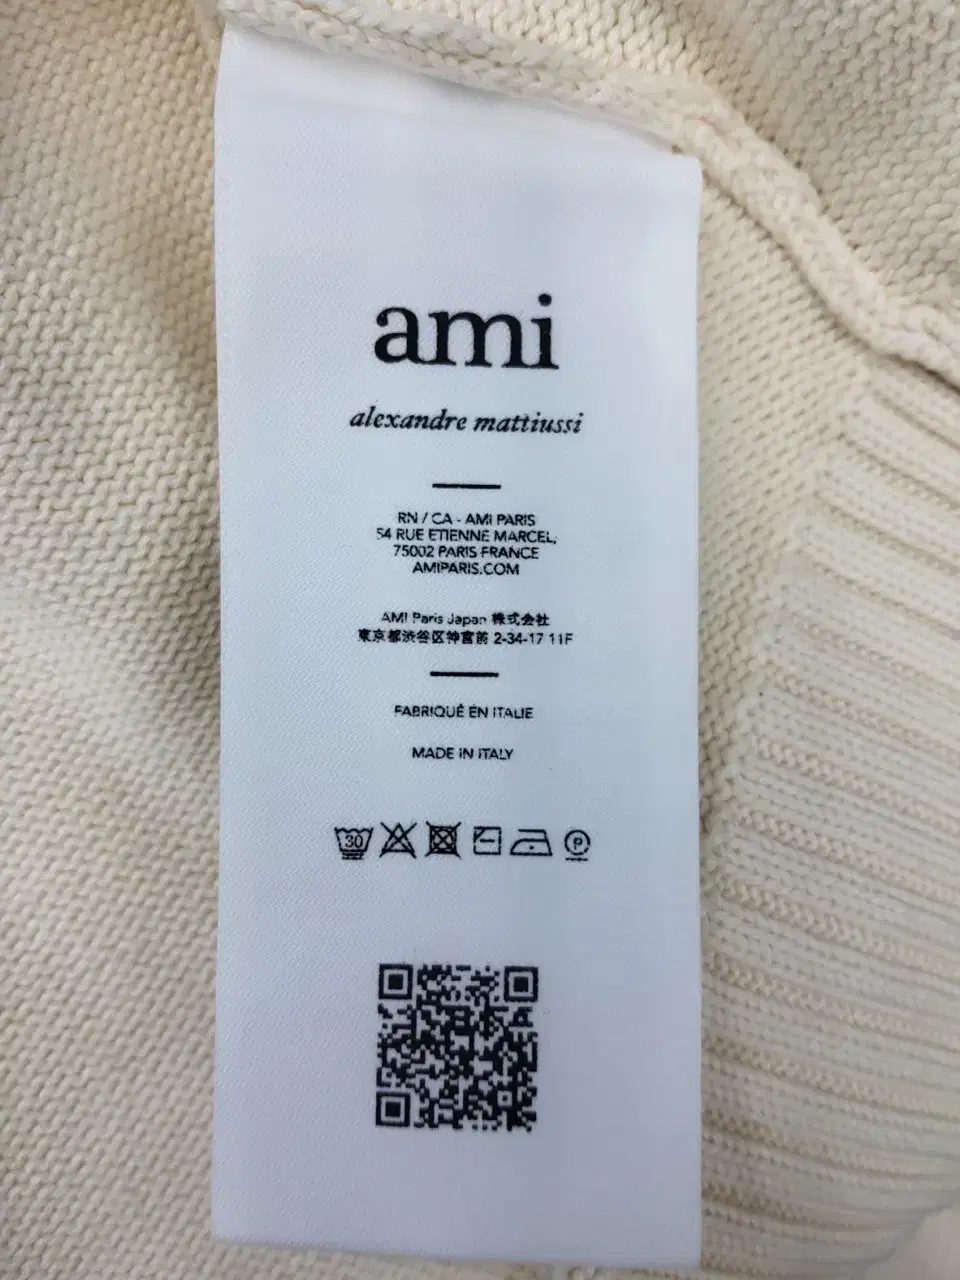 ami
alexandre mattiussi
RN / CA - AMI PARIS
54 RUE ETIENNE MARCEL,
75002 PARIS FRANCE
AMIPARIS.COM
AMI Paris Japan 株式会社
東京都渋谷区神宮前 2-34-17 11F
FABRIQUÉ EN ITALIE
MADE IN ITALY
30 P